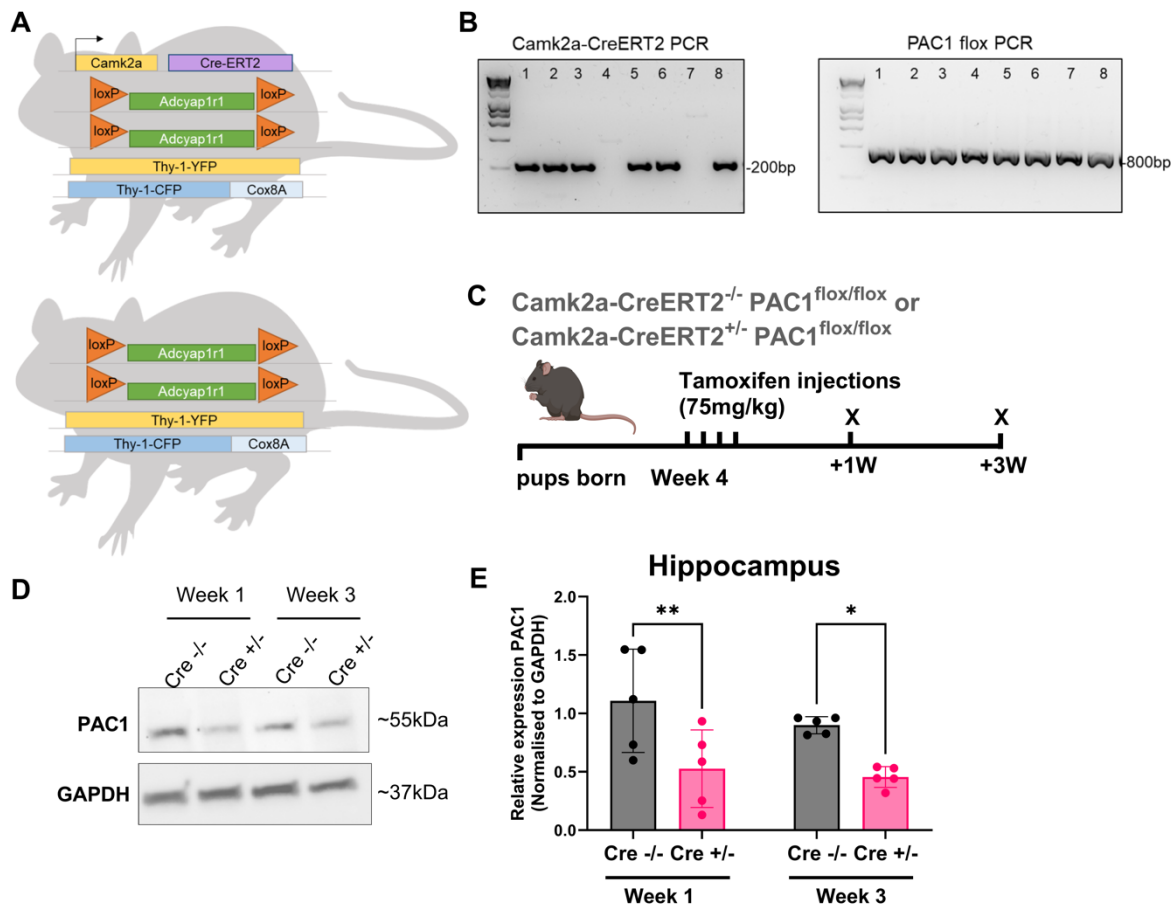 A
Camk2a
Cre-ERT2
loxP
Adcyap1r1
loxP
loxP
Adcyap1r1
loxP
Thy-1-YFP
Thy-1-CFP
Cox8A
loxP
Adcyap1r1
loxP
loxP
Adcyap1r1
loxP
Thy-1-YFP
Thy-1-CFP
Cox8A
B
Camk2a-CreERT2 PCR
1 2 3 4 5 6 7 8
-200bp
PAC1 flox PCR
1 2 3 4 5 6 7 8
-800bp
C
Camk2a-CreERT2-/- PAC1flox/flox or
Camk2a-CreERT2+/- PAC1flox/flox
Tamoxifen injections
(75mg/kg)
X
X
pups born
Week 4
+1W
+3W
D
Week 1
Week 3
Cre -/-
Cre +/-
Cre -/-
Cre +/-
PAC1
~55kDa
GAPDH
~37kDa
E
Hippocampus
Relative expression PAC1
(Normalised to GAPDH)
2.0
1.5
1.0
0.5
0.0
**
*
Cre -/-
Cre +/-
Cre -/-
Cre +/-
Week 1
Week 3